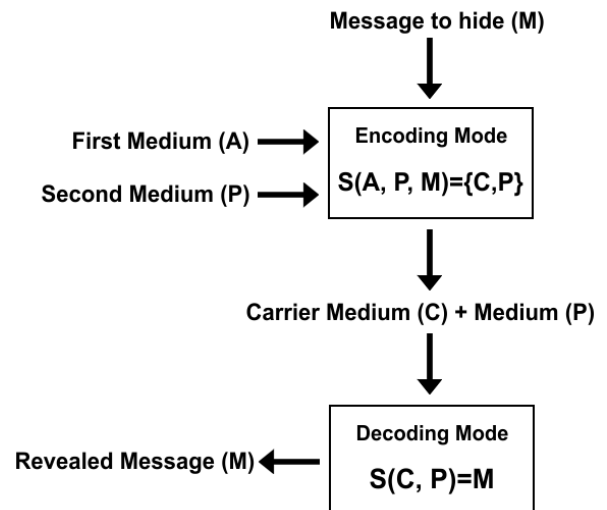 Message to hide (M)
First Medium (A)
Encoding Mode
Second Medium (P)
S(A, P, M)={C,P}
Carrier Medium (C) + Medium (P)
Decoding Mode
Revealed Message (M)
S(C, P)=M